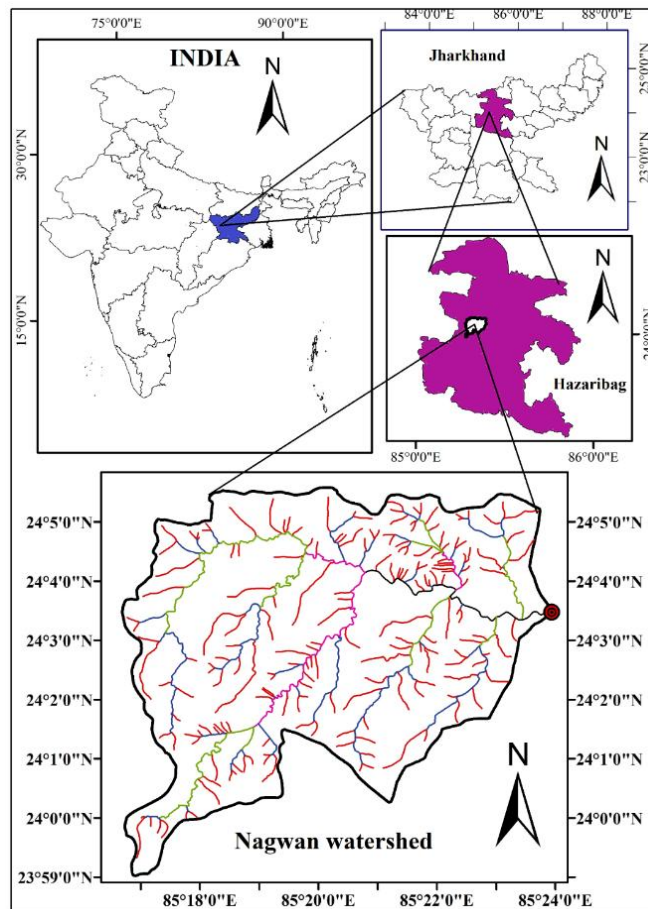 75°0'0"E 90°0'0"E
INDIA
N
30°0'0"N
15°0'0"N
84°0'0"E 86°0'0"E 88°0'0"E
Jharkhand
N
25°0'0"N
23°0'0"N
N
24°0'0"N
Hazaribag
85°0'0"E 86°0'0"E
24°5'0"N 24°5'0"N
24°4'0"N 24°4'0"N
24°3'0"N 24°3'0"N
24°2'0"N 24°2'0"N
24°1'0"N 24°1'0"N
N
24°0'0"N 24°0'0"N
Nagwan watershed
23°59'0"N
85°18'0"E 85°20'0"E 85°22'0"E 85°24'0"E